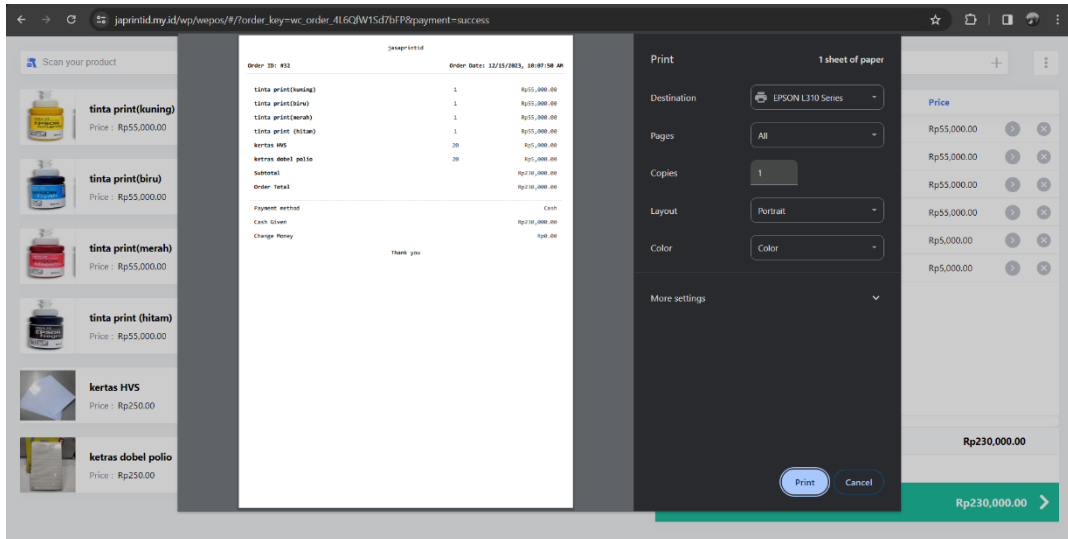 japrintid.my.id/wp/wepos/#/?order_key=wc_order_4L6QfW1Sd7bFP&payment=success
Scan your product
tinta print(kuning)
Price : Rp55,000.00
tinta print(biru)
Price : Rp55,000.00
tinta print(merah)
Price : Rp55,000.00
tinta print (hitam)
Price : Rp55,000.00
kertas HVS
Price : Rp250.00
ketras dobel polio
Price : Rp250.00
jasaprintid
Order ID: #32 Order Date: 12/15/2023, 10:07:50 AM
tinta print(kuning) 1 Rp55,000.00
tinta print(biru) 1 Rp55,000.00
tinta print(merah) 1 Rp55,000.00
tinta print (hitam) 1 Rp55,000.00
kertas HVS 20 Rp5,000.00
ketras dobel polio 20 Rp5,000.00
Subtotal Rp230,000.00
Order Total Rp230,000.00
Payment method Cash
Cash Given Rp230,000.00
Change Money Rp0.00
Thank you
Print 1 sheet of paper
Destination EPSON L310 Series
Pages All
Copies 1
Layout Portrait
Color Color
More settings
Print Cancel
Price
Rp55,000.00
Rp55,000.00
Rp55,000.00
Rp55,000.00
Rp5,000.00
Rp5,000.00
Rp230,000.00
Rp230,000.00